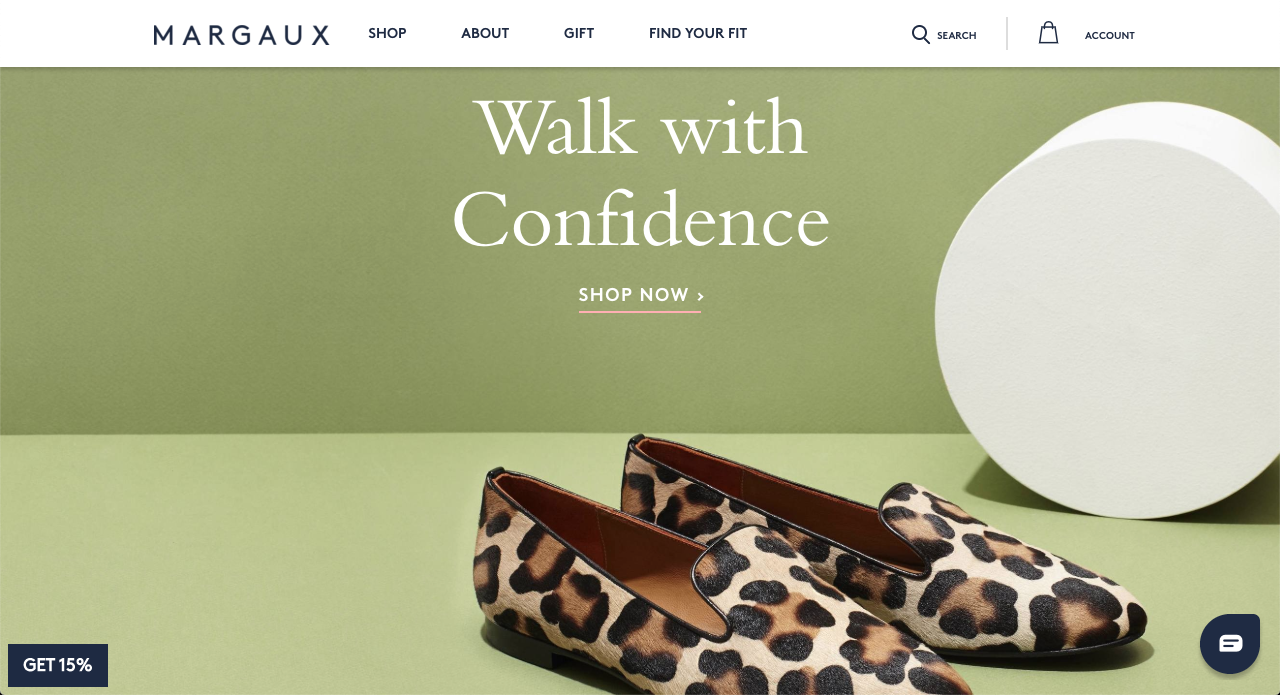 MARGAUX
SHOP
ABOUT
GIFT
FIND YOUR FIT
SEARCH
ACCOUNT
Walk with
Confidence
SHOP NOW ›
GET 15%